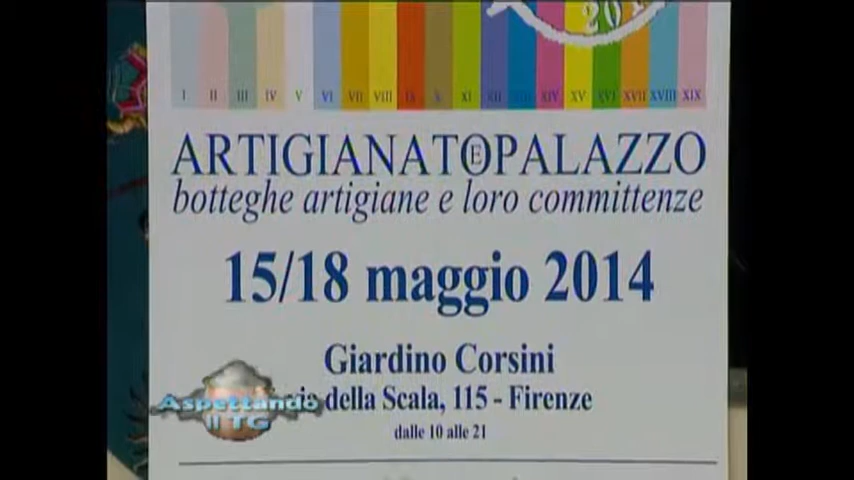 201
I II III IV V VI VII VIII IX X XI XII XIII XIV XV XVI XVII XVIII XIX
ARTIGIANATO E PALAZZO
botteghe artigiane e loro committenze
15/18 maggio 2014
Giardino Corsini
della Scala, 115 - Firenze
dalle 10 alle 21
Aspettando
il TG